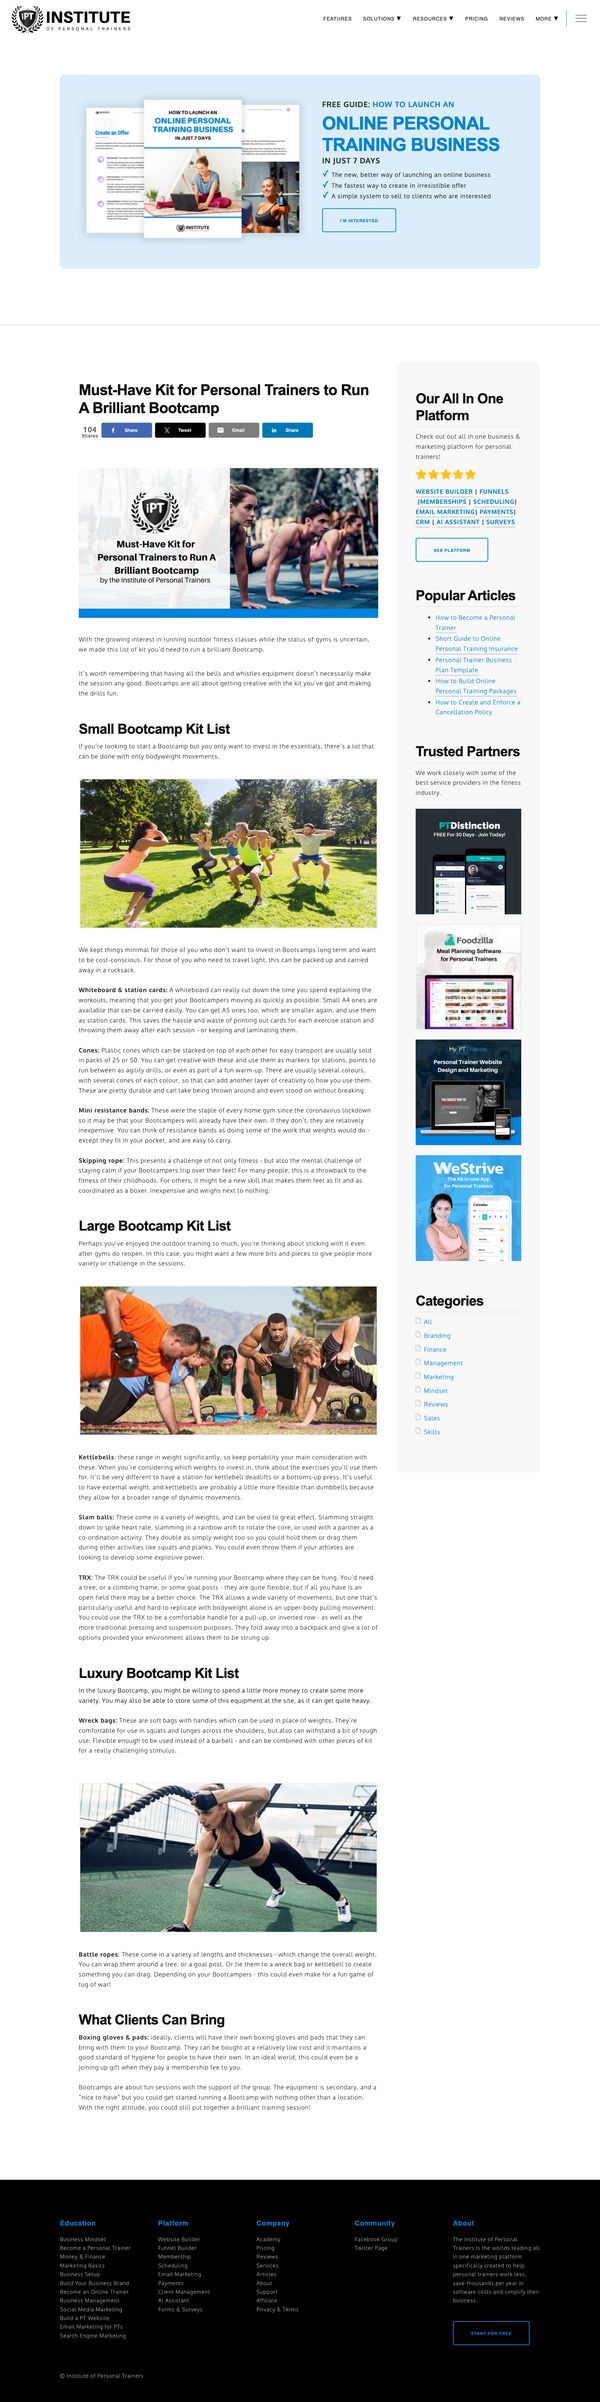 iPT INSTITUTE
OF PERSONAL TRAINERS
FEATURES SOLUTIONS ▼ RESOURCES ▼ PRICING REVIEWS MORE ▼
HOW TO LAUNCH AN
ONLINE PERSONAL
TRAINING BUSINESS
IN JUST 7 DAYS
Create an Offer
INSTITUTE
FREE GUIDE: HOW TO LAUNCH AN
ONLINE PERSONAL
TRAINING BUSINESS
IN JUST 7 DAYS
✓ The new, better way of launching an online business
✓ The fastest way to create in irresistible offer
✓ A simple system to sell to clients who are interested
I'M INTERESTED
Must-Have Kit for Personal Trainers to Run
A Brilliant Bootcamp
104
Shares
Share
Tweet
Email
Share
iPT
Must-Have Kit for
Personal Trainers to Run A
Brilliant Bootcamp
by the Institute of Personal Trainers
With the growing interest in running outdoor fitness classes while the status of gyms is uncertain,
we made this list of kit you'd need to run a brilliant Bootcamp.
It's worth remembering that having all the bells and whistles equipment doesn't necessarily make
the session any good. Bootcamps are all about getting creative with the kit you've got and making
the drills fun.
Small Bootcamp Kit List
If you're looking to start a Bootcamp but you only want to invest in the essentials, there's a lot that
can be done with only bodyweight movements.
We kept things minimal for those of you who don't want to invest in Bootcamps long term and want
to be cost-conscious. For those of you who need to travel light, this can be packed up and carried
away in a rucksack.
Whiteboard & station cards: A whiteboard can really cut down the time you spend explaining the
workouts, meaning that you get your Bootcampers moving as quickly as possible. Small A4 ones are
available that can be carried easily. You can get A5 ones too, which are smaller again, and use them
as station cards. This saves the hassle and waste of printing out cards for each exercise station and
throwing them away after each session - or keeping and laminating them.
Cones: Plastic cones which can be stacked on top of each other for easy transport are usually sold
in packs of 25 or 50. You can get creative with these and use them as markers for stations, points to
run between as agility drills, or even as part of a fun warm-up. There are usually several colours,
with several cones of each colour, so that can add another layer of creativity to how you use them.
These are pretty durable and can take being thrown around and even stood on without breaking.
Mini resistance bands: These were the staple of every home gym since the coronavirus lockdown
so it may be that your Bootcampers will already have their own. If they don't, they are relatively
inexpensive. You can think of resistance bands as doing some of the work that weights would do -
except they fit in your pocket, and are easy to carry.
Skipping rope: This presents a challenge of not only fitness - but also the mental challenge of
staying calm if your Bootcampers trip over their feet! For many people, this is a throwback to the
fitness of their childhoods. For others, it might be a new skill that makes them feel as fit and as
coordinated as a boxer. Inexpensive and weighs next to nothing.
Large Bootcamp Kit List
Perhaps you've enjoyed the outdoor training so much, you're thinking about sticking with it even
after gyms do reopen. In this case, you might want a few more bits and pieces to give people more
variety or challenge in the sessions.
Kettlebells: these range in weight significantly, so keep portability your main consideration with
these. When you're considering which weights to invest in, think about the exercises you'll use them
for. It'll be very different to have a station for kettlebell deadlifts or a bottoms-up press. It's useful
to have external weight, and kettlebells are probably a little more flexible than dumbbells because
they allow for a broader range of dynamic movements.
Slam balls: These come in a variety of weights, and can be used to great effect. Slamming straight
down to spike heart rate, slamming in a rainbow arch to rotate the core, or used with a partner as a
co-ordination activity. They double as simply weight too so you could hold them or drag them
during other activities like squats and planks. You could even throw them if your athletes are
looking to develop some explosive power.
TRX: The TRX could be useful if you're running your Bootcamp where they can be hung. You'd need
a tree, or a climbing frame, or some goal posts - they are quite flexible, but if all you have is an
open field there may be a better choice. The TRX allows a wide variety of movements, but one that's
particularly useful and hard to replicate with bodyweight alone is an upper-body pulling movement.
You could use the TRX to be a comfortable handle for a pull-up, or inverted row - as well as the
more traditional pressing and suspension purposes. They fold away into a backpack and give a lot of
options provided your environment allows them to be strung up.
Luxury Bootcamp Kit List
In the luxury Bootcamp, you might be willing to spend a little more money to create some more
variety. You may also be able to store some of this equipment at the site, as it can get quite heavy.
Wreck bags: These are soft bags with handles which can be used in place of weights. They're
comfortable for use in squats and lunges across the shoulders, but also can withstand a bit of rough
use. Flexible enough to be used instead of a barbell - and can be combined with other pieces of kit
for a really challenging stimulus.
Battle ropes: These come in a variety of lengths and thicknesses - which change the overall weight.
You can wrap them around a tree, or a goal post. Or tie them to a wreck bag or kettlebell to create
something you can drag. Depending on your Bootcampers - this could even make for a fun game of
tug of war!
What Clients Can Bring
Boxing gloves & pads: ideally, clients will have their own boxing gloves and pads that they can
bring with them to your Bootcamp. They can be bought at a relatively low cost and it maintains a
good standard of hygiene for people to have their own. In an ideal world, this could even be a
joining up gift when they pay a membership fee to you.
Bootcamps are about fun sessions with the support of the group. The equipment is secondary, and a
"nice to have" but you could get started running a Bootcamp with nothing other than a location.
With the right attitude, you could still put together a brilliant training session!
Our All In One
Platform
Check out out all in one business &
marketing platform for personal
trainers!
WEBSITE BUILDER | FUNNELS
|MEMBERSHIPS | SCHEDULING|
EMAIL MARKETING| PAYMENTS|
CRM | AI ASSISTANT | SURVEYS
SEE PLATFORM
Popular Articles
How to Become a Personal
Trainer
Short Guide to Online
Personal Training Insurance
Personal Trainer Business
Plan Template
How to Build Online
Personal Training Packages
How to Create and Enforce a
Cancellation Policy
Trusted Partners
We work closely with some of the
best service providers in the fitness
industry.
PTDistinction
FREE For 30 Days - Join Today!
Foodzilla
Meal Planning Software
for Personal Trainers
My PT Website
Personal Trainer Website
Design and Marketing
WeStrive
The All in one App
for Personal Trainers
Calendar
Categories
All
Branding
Finance
Management
Marketing
Mindset
Reviews
Sales
Skills
Education
Business Mindset
Become a Personal Trainer
Money & Finance
Marketing Basics
Business Setup
Build Your Business Brand
Become an Online Trainer
Business Management
Social Media Marketing
Build a PT Website
Email Marketing for PTs
Search Engine Marketing
Platform
Website Builder
Funnel Builder
Membership
Scheduling
Email Marketing
Payments
Client Management
AI Assistant
Forms & Surveys
Company
Academy
Pricing
Reviews
Services
Articles
About
Support
Affiliate
Privacy & Terms
Community
Facebook Group
Twitter Page
About
The Institute of Personal
Trainers is the worlds leading all
in one marketing platform
specifically created to help
personal trainers work less,
save thousands per year in
software costs and simplify their
business.
START FOR FREE
© Institute of Personal Trainers